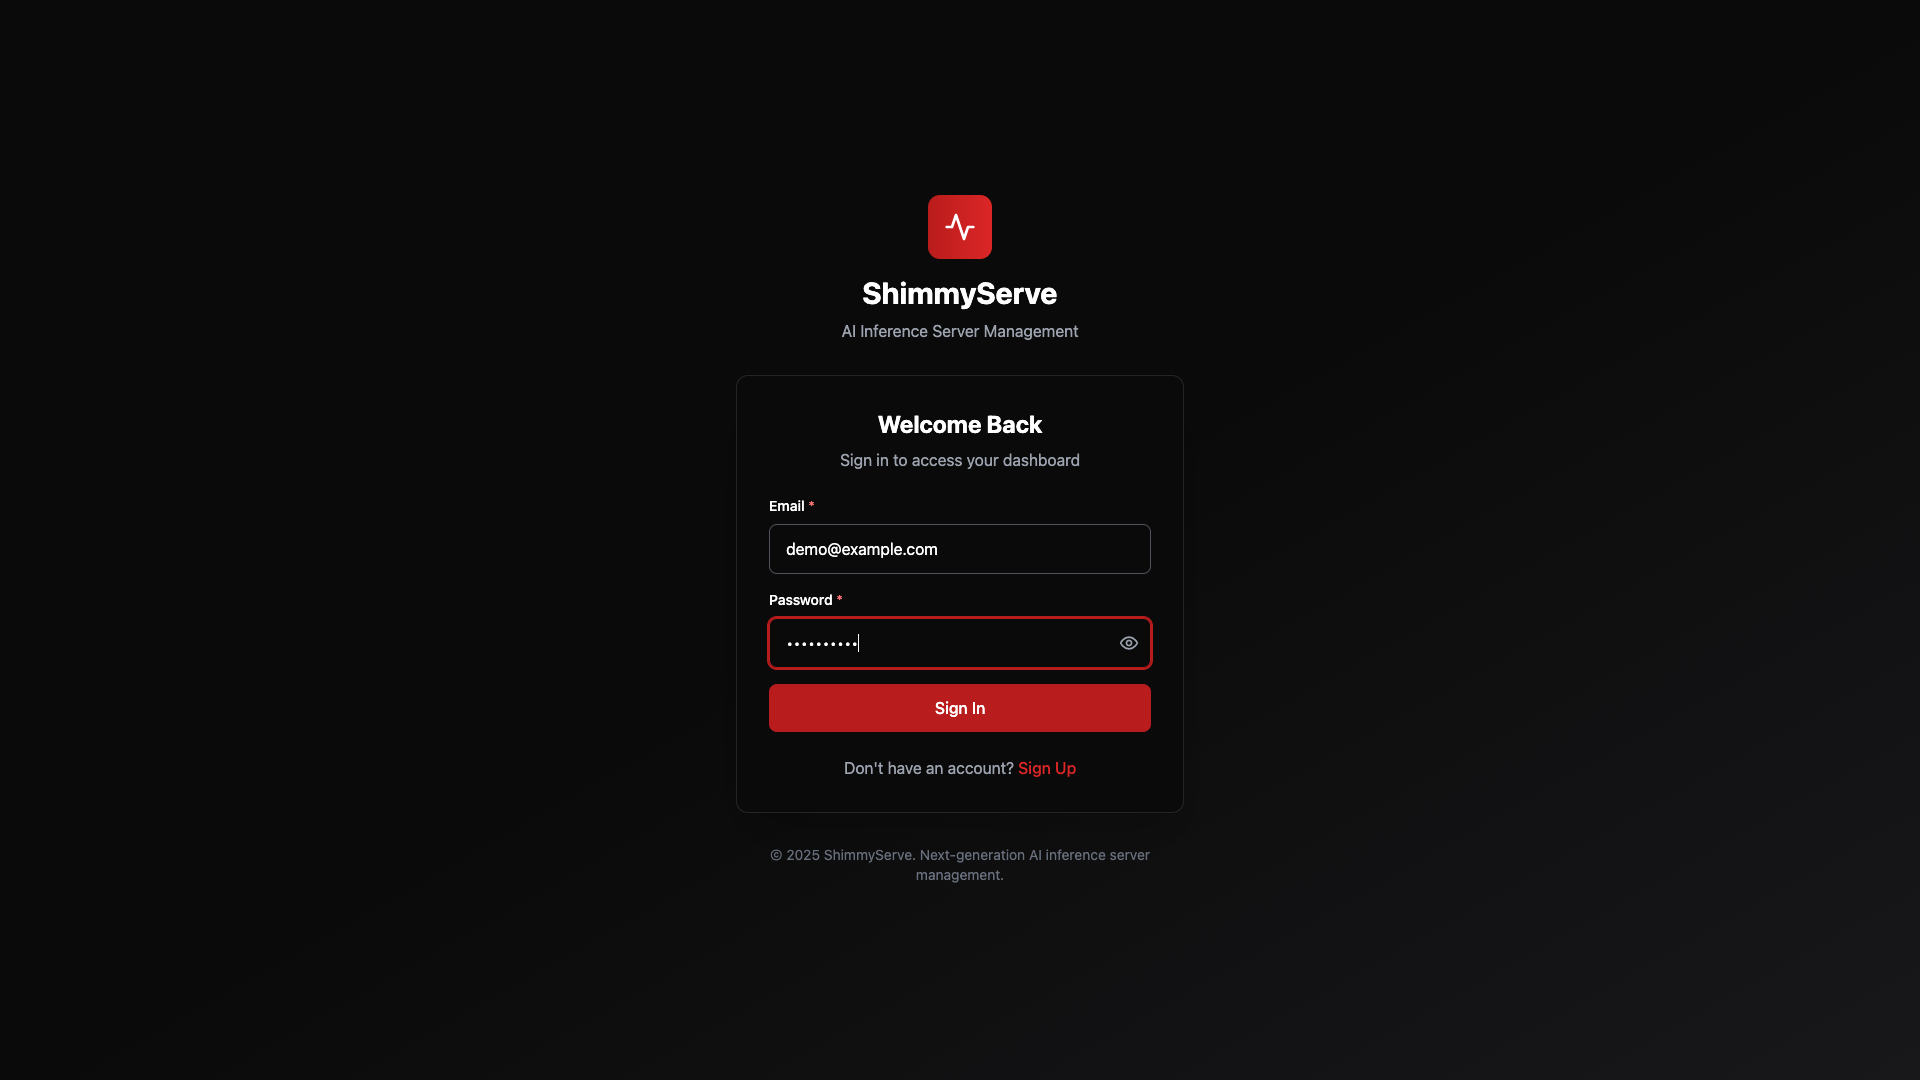 ShimmyServe
AI Inference Server Management
Welcome Back
Sign in to access your dashboard
Email *
demo@example.com
Password *
••••••••••
Sign In
Don't have an account? Sign Up
© 2025 ShimmyServe. Next-generation AI inference server
management.